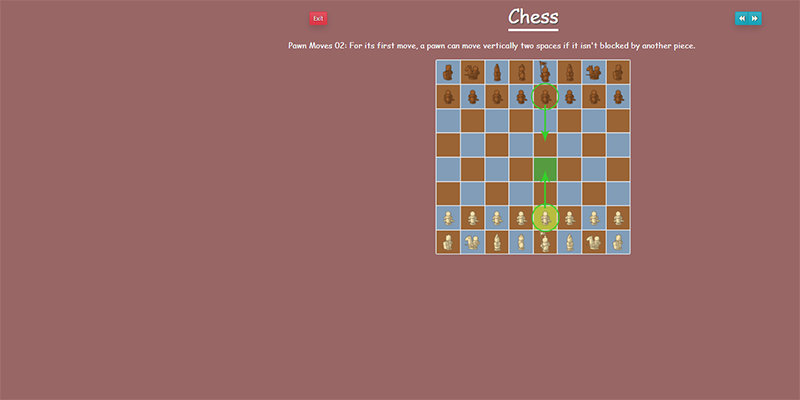 Exit
Chess
Pawn Moves 02: For its first move, a pawn can move vertically two spaces if it isn't blocked by another piece.